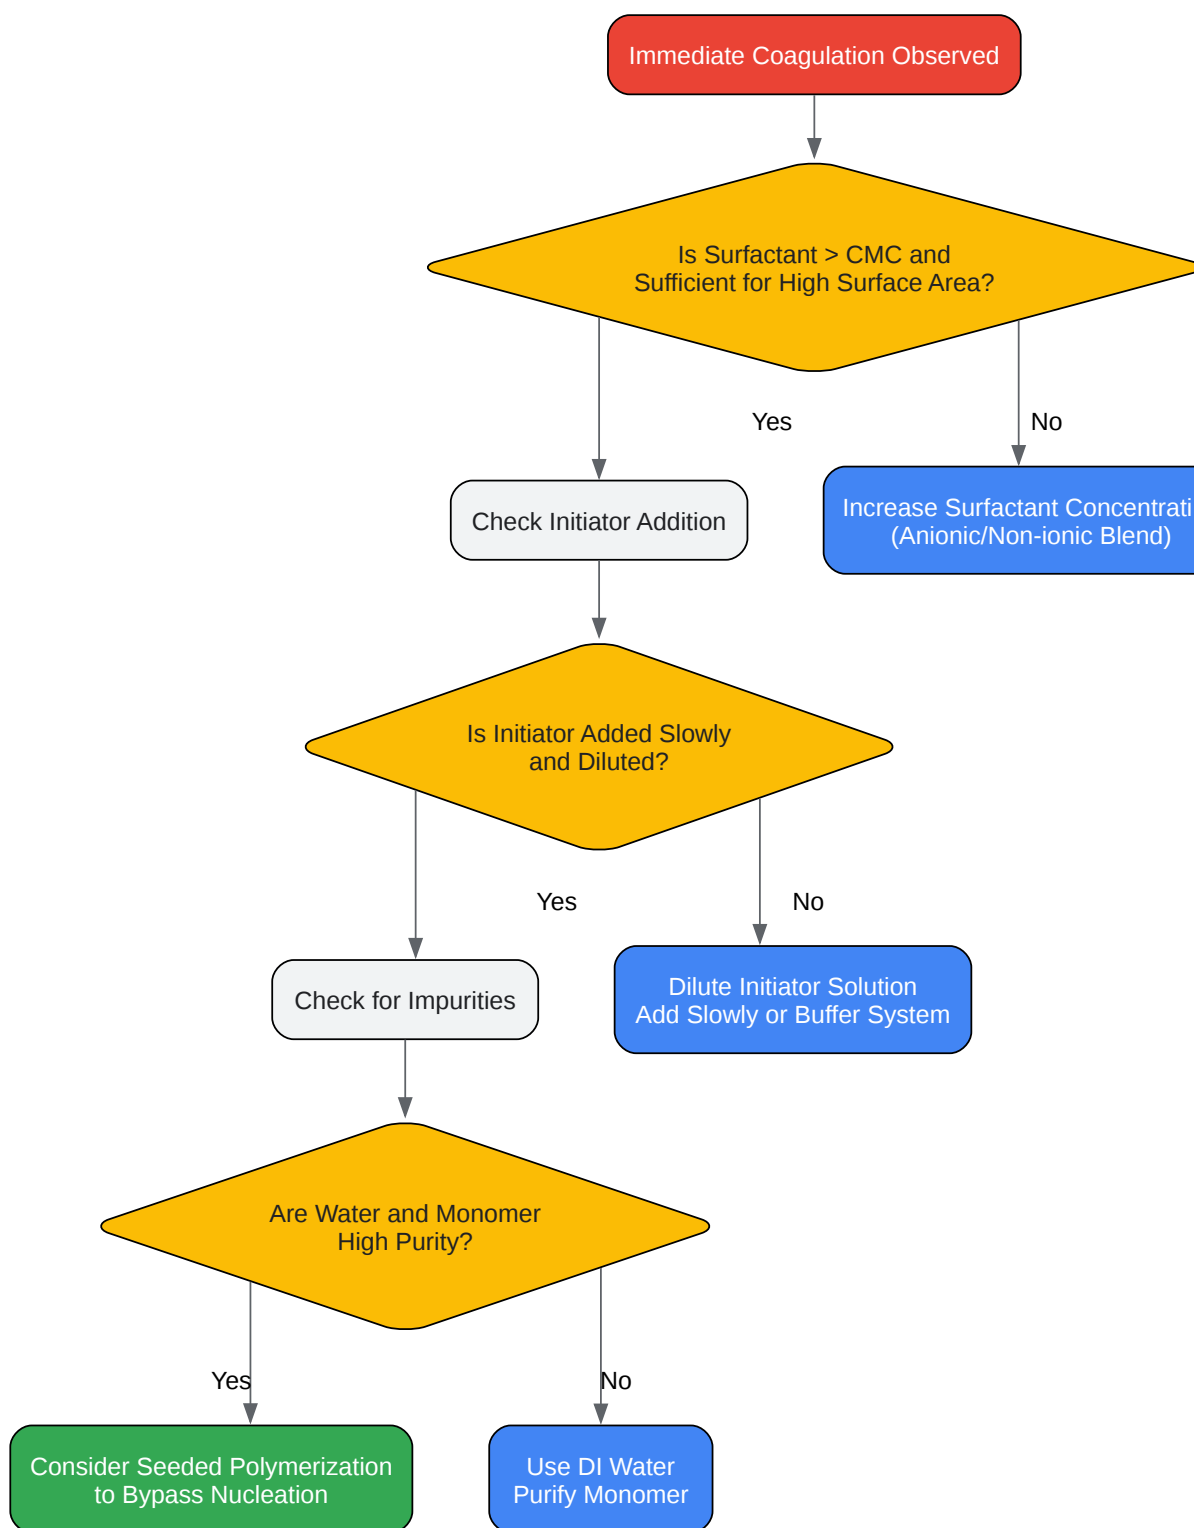 Immediate Coagulation Observed
Is Surfactant > CMC and
Sufficient for High Surface Area?
Yes
No
Check Initiator Addition
Increase Surfactant
(Anionic/Non-ionic Blend)
Is Initiator Added Slowly
and Diluted?
Yes
No
Check for Impurities
Dilute Initiator Solution
Add Slowly or Buffer System
Are Water and Monomer
High Purity?
Yes
No
Consider Seeded Polymerization
to Bypass Nucleation
Use DI Water
Purify Monomer